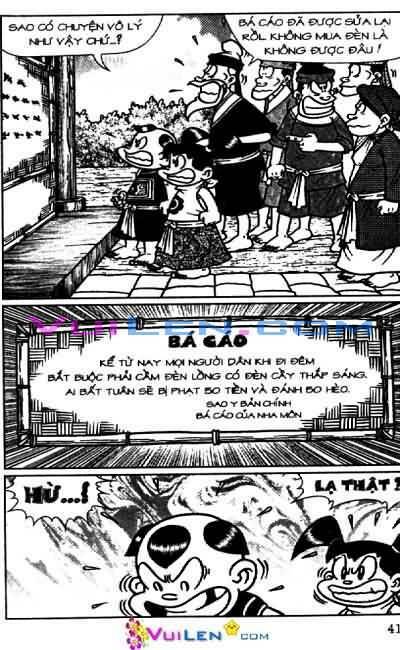 SAO CÓ CHUYỆN VÔ LÝ
NHƯ VẬY CHỨ...?
BÁ CÁO ĐÃ ĐƯỢC SỬA LẠI
RỒI. KHÔNG MUA ĐÈN LÀ
KHÔNG ĐƯỢC ĐÂU !
VuiLen.com
BÁ CÁO
KỂ TỪ NAY MỌI NGƯỜI DÂN KHI ĐI ĐÊM
BẮT BUỘC PHẢI CẦM ĐÈN LỒNG CÓ ĐÈN CẦY THẮP SÁNG.
AI BẤT TUÂN SẼ BỊ PHẠT 50 TIỀN VÀ ĐÁNH 50 HÈO.
SAO Y BẢN CHÍNH
BÁ CÁO CỦA NHA MÔN
HỪ...!
LẠ THẬT ?
41
VuiLen.com